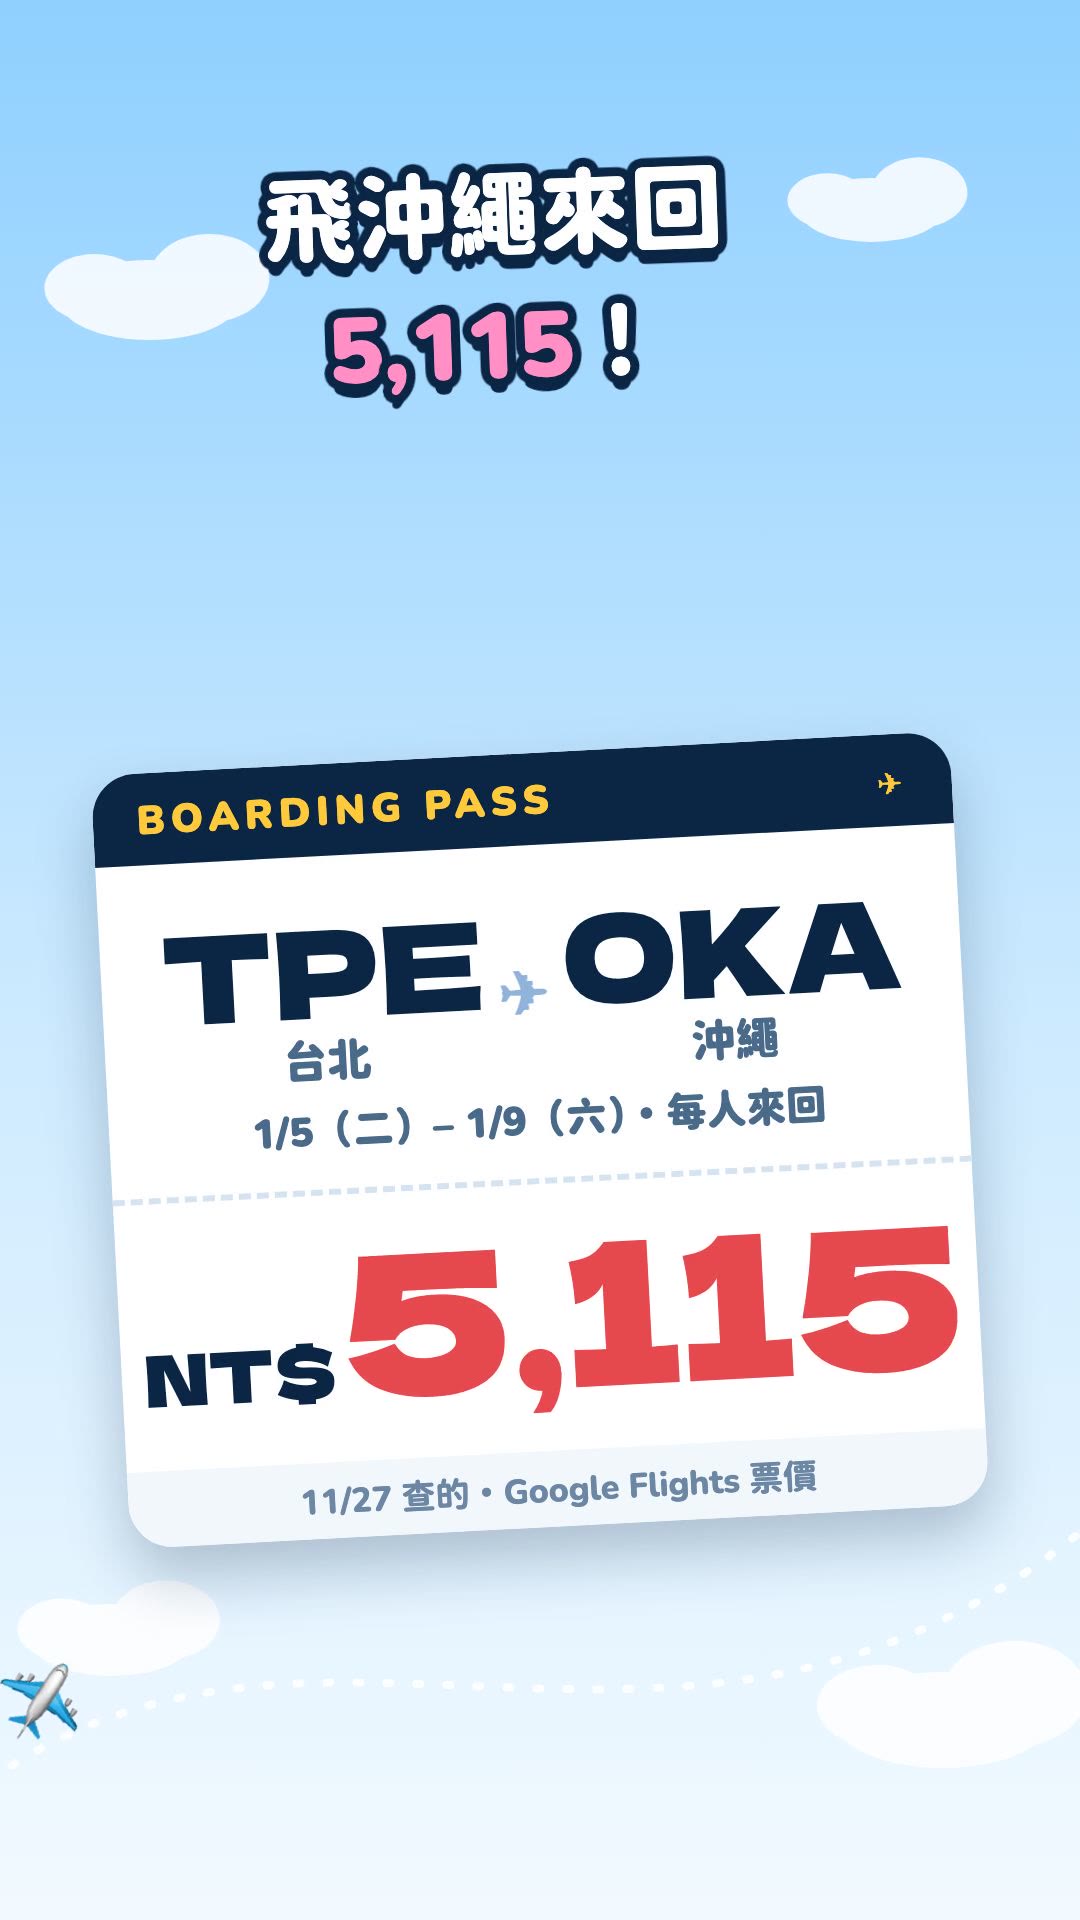 飛沖繩來回
5,115！
BOARDING PASS ✈
TPE ✈ OKA
台北 沖繩
1/5（二）– 1/9（六）• 每人來回
NT$5,115
11/27 查的 • Google Flights 票價